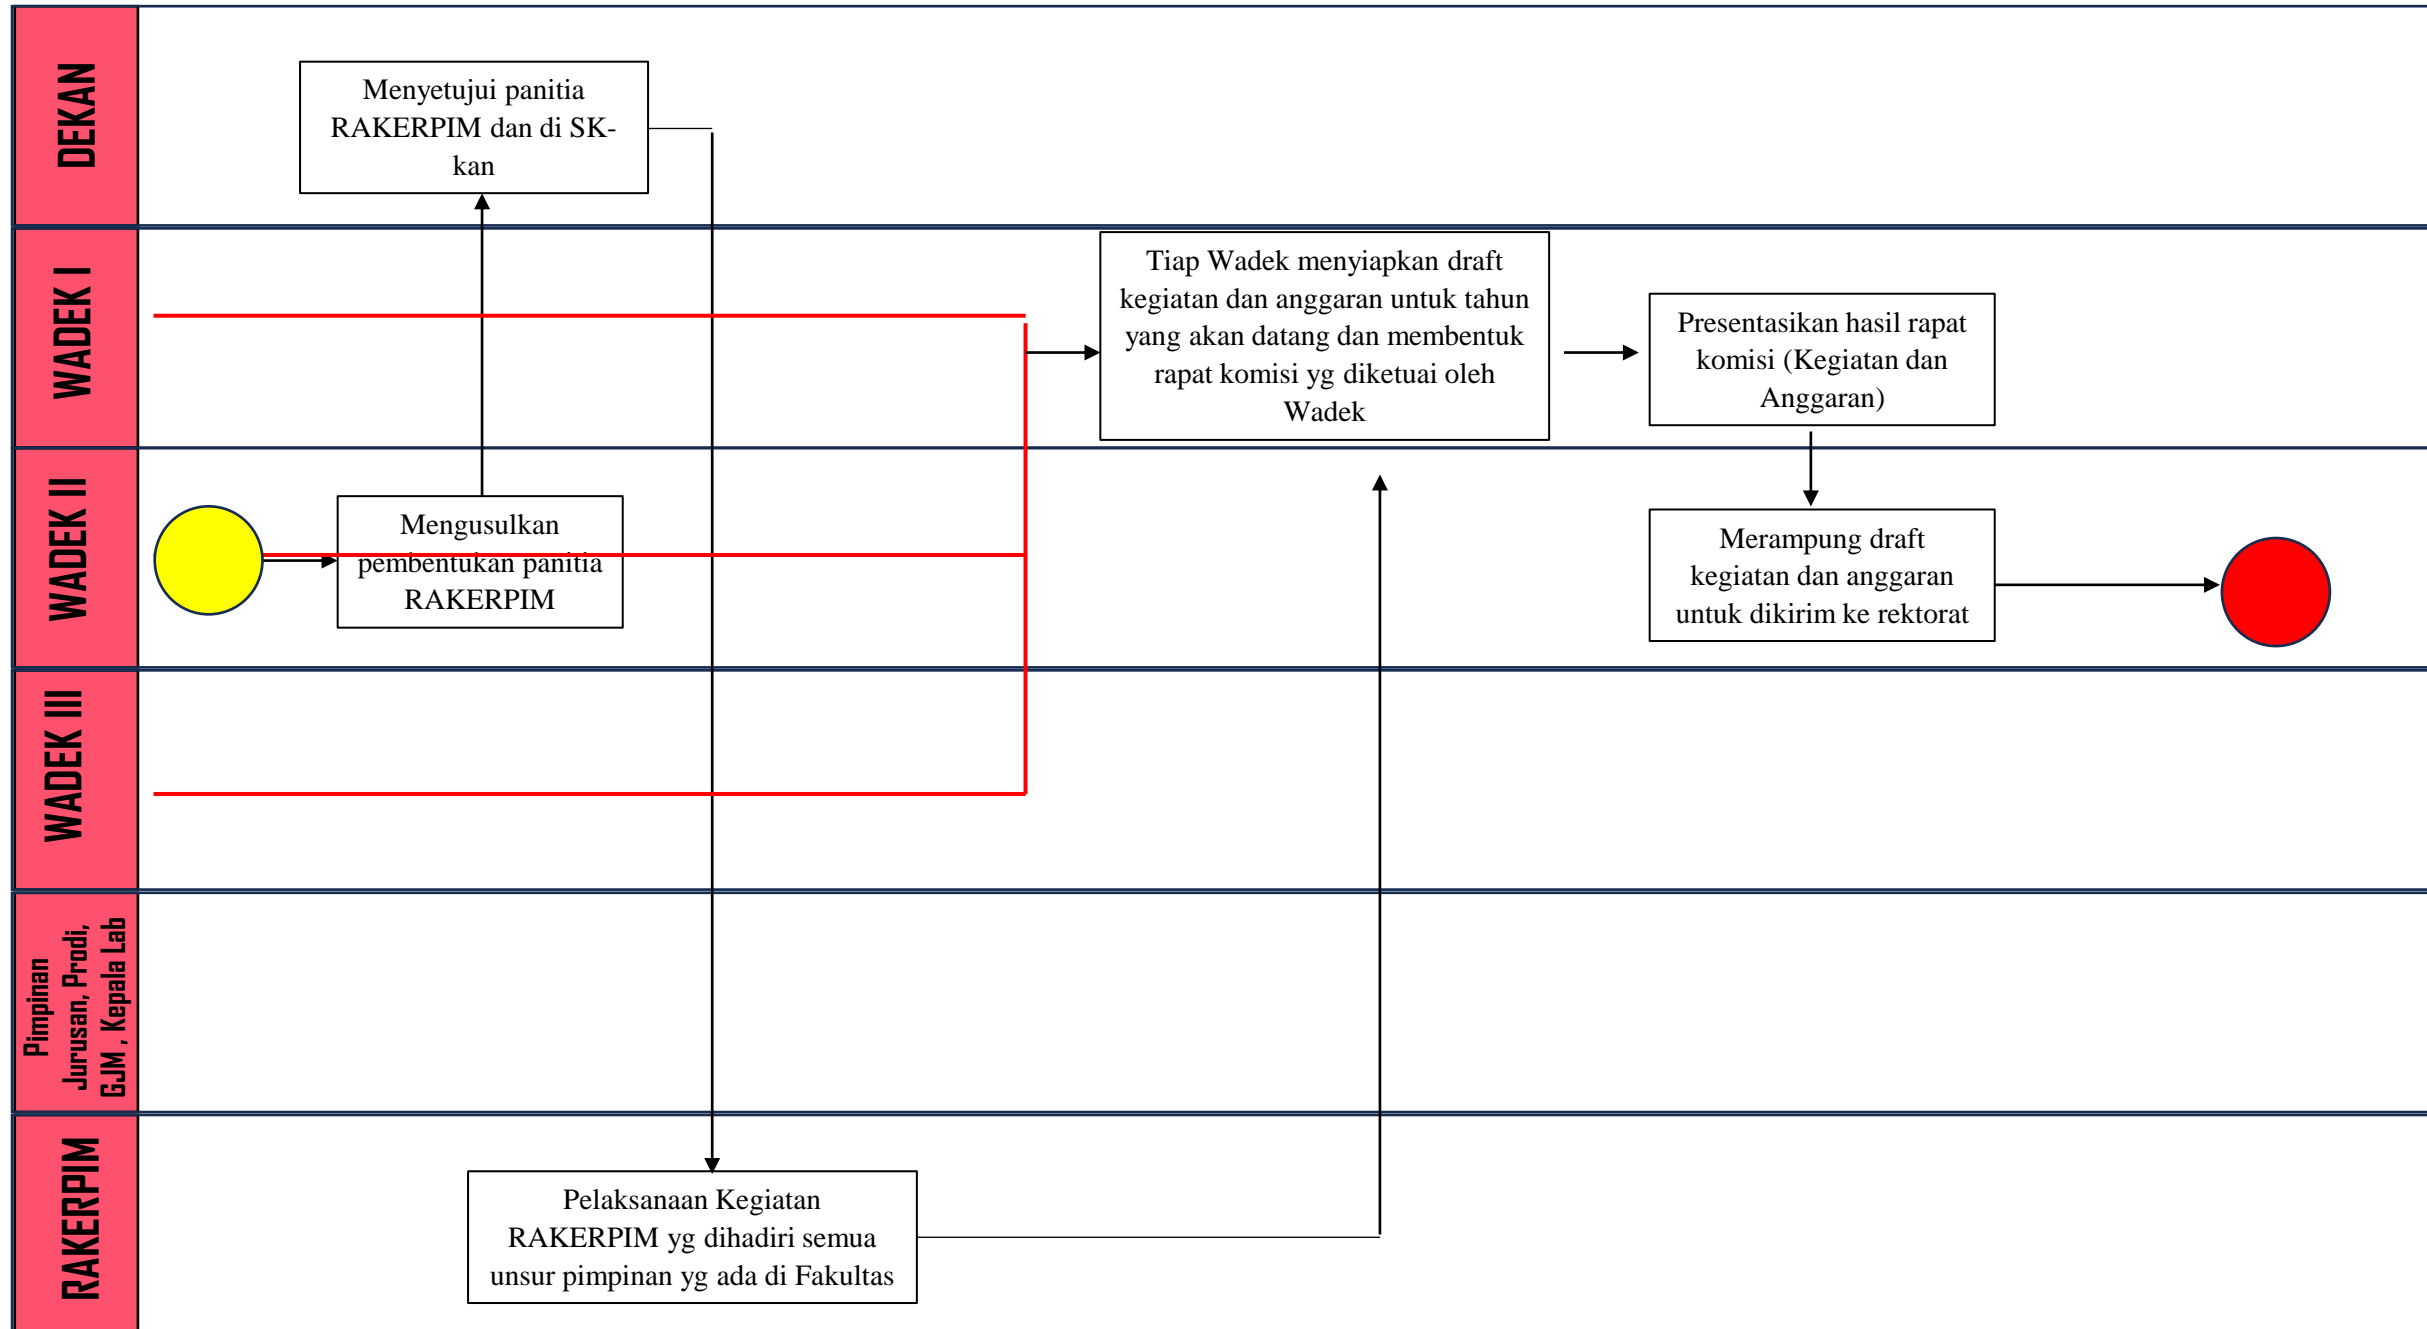 DEKAN
Menyetujui panitia
RAKERPIM dan di SK-
kan
WADEK I
Tiap Wadek menyiapkan draft
kegiatan dan anggaran untuk tahun
yang akan datang dan membentuk
rapat komisi yg diketuai oleh
Wadek
Presentasikan hasil rapat
komisi (Kegiatan dan
Anggaran)
WADEK II
Mengusulkan
pembentukan panitia
RAKERPIM
Merampung draft
kegiatan dan anggaran
untuk dikirim ke rektorat
WADEK III
Pimpinan
Jurusan, Prodi,
GJM , Kepala Lab
RAKERPIM
Pelaksanaan Kegiatan
RAKERPIM yg dihadiri semua
unsur pimpinan yg ada di Fakultas